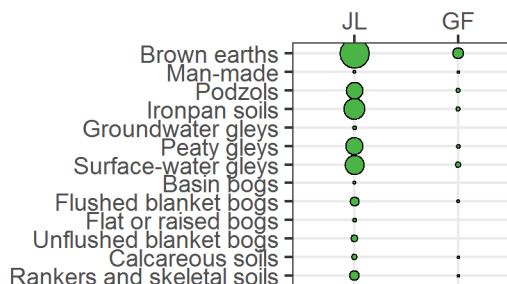 JL GF
Brown earths
Man-made
Podzols
Ironpan soils
Groundwater gleys
Peaty gleys
Surface-water gleys
Basin bogs
Flushed blanket bogs
Flat or raised bogs
Unflushed blanket bogs
Calcareous soils
Rankers and skeletal soils